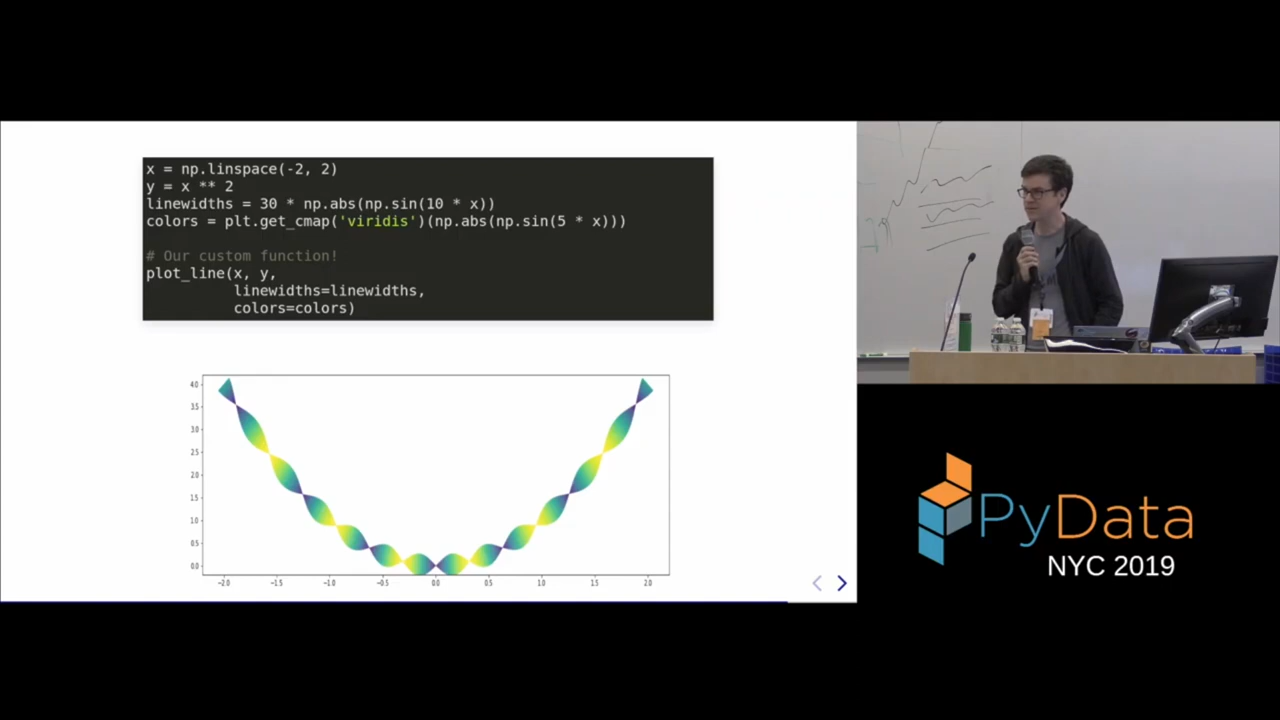 x = np.linspace(-2, 2)
y = x ** 2
linewidths = 30 * np.abs(np.sin(10 * x))
colors = plt.get_cmap('viridis')(np.abs(np.sin(5 * x)))
# Our custom function!
plot_line(x, y,
linewidths=linewidths,
colors=colors)
4.0
3.5
3.0
2.5
2.0
1.5
1.0
0.5
0.0
−2.0 −1.5 −1.0 −0.5 0.0 0.5 1.0 1.5 2.0
PyData
NYC 2019